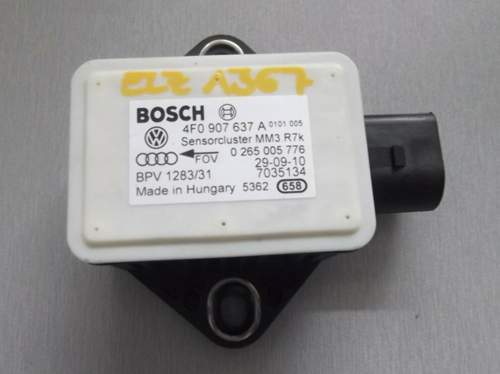 ELZ A367
BOSCH
4F0 907 637 A 0101 005
Sensorcluster MM3 R7k
FOV 0 265 005 776
29-09-10
BPV 1283/31 7035134
Made in Hungary 5362 658